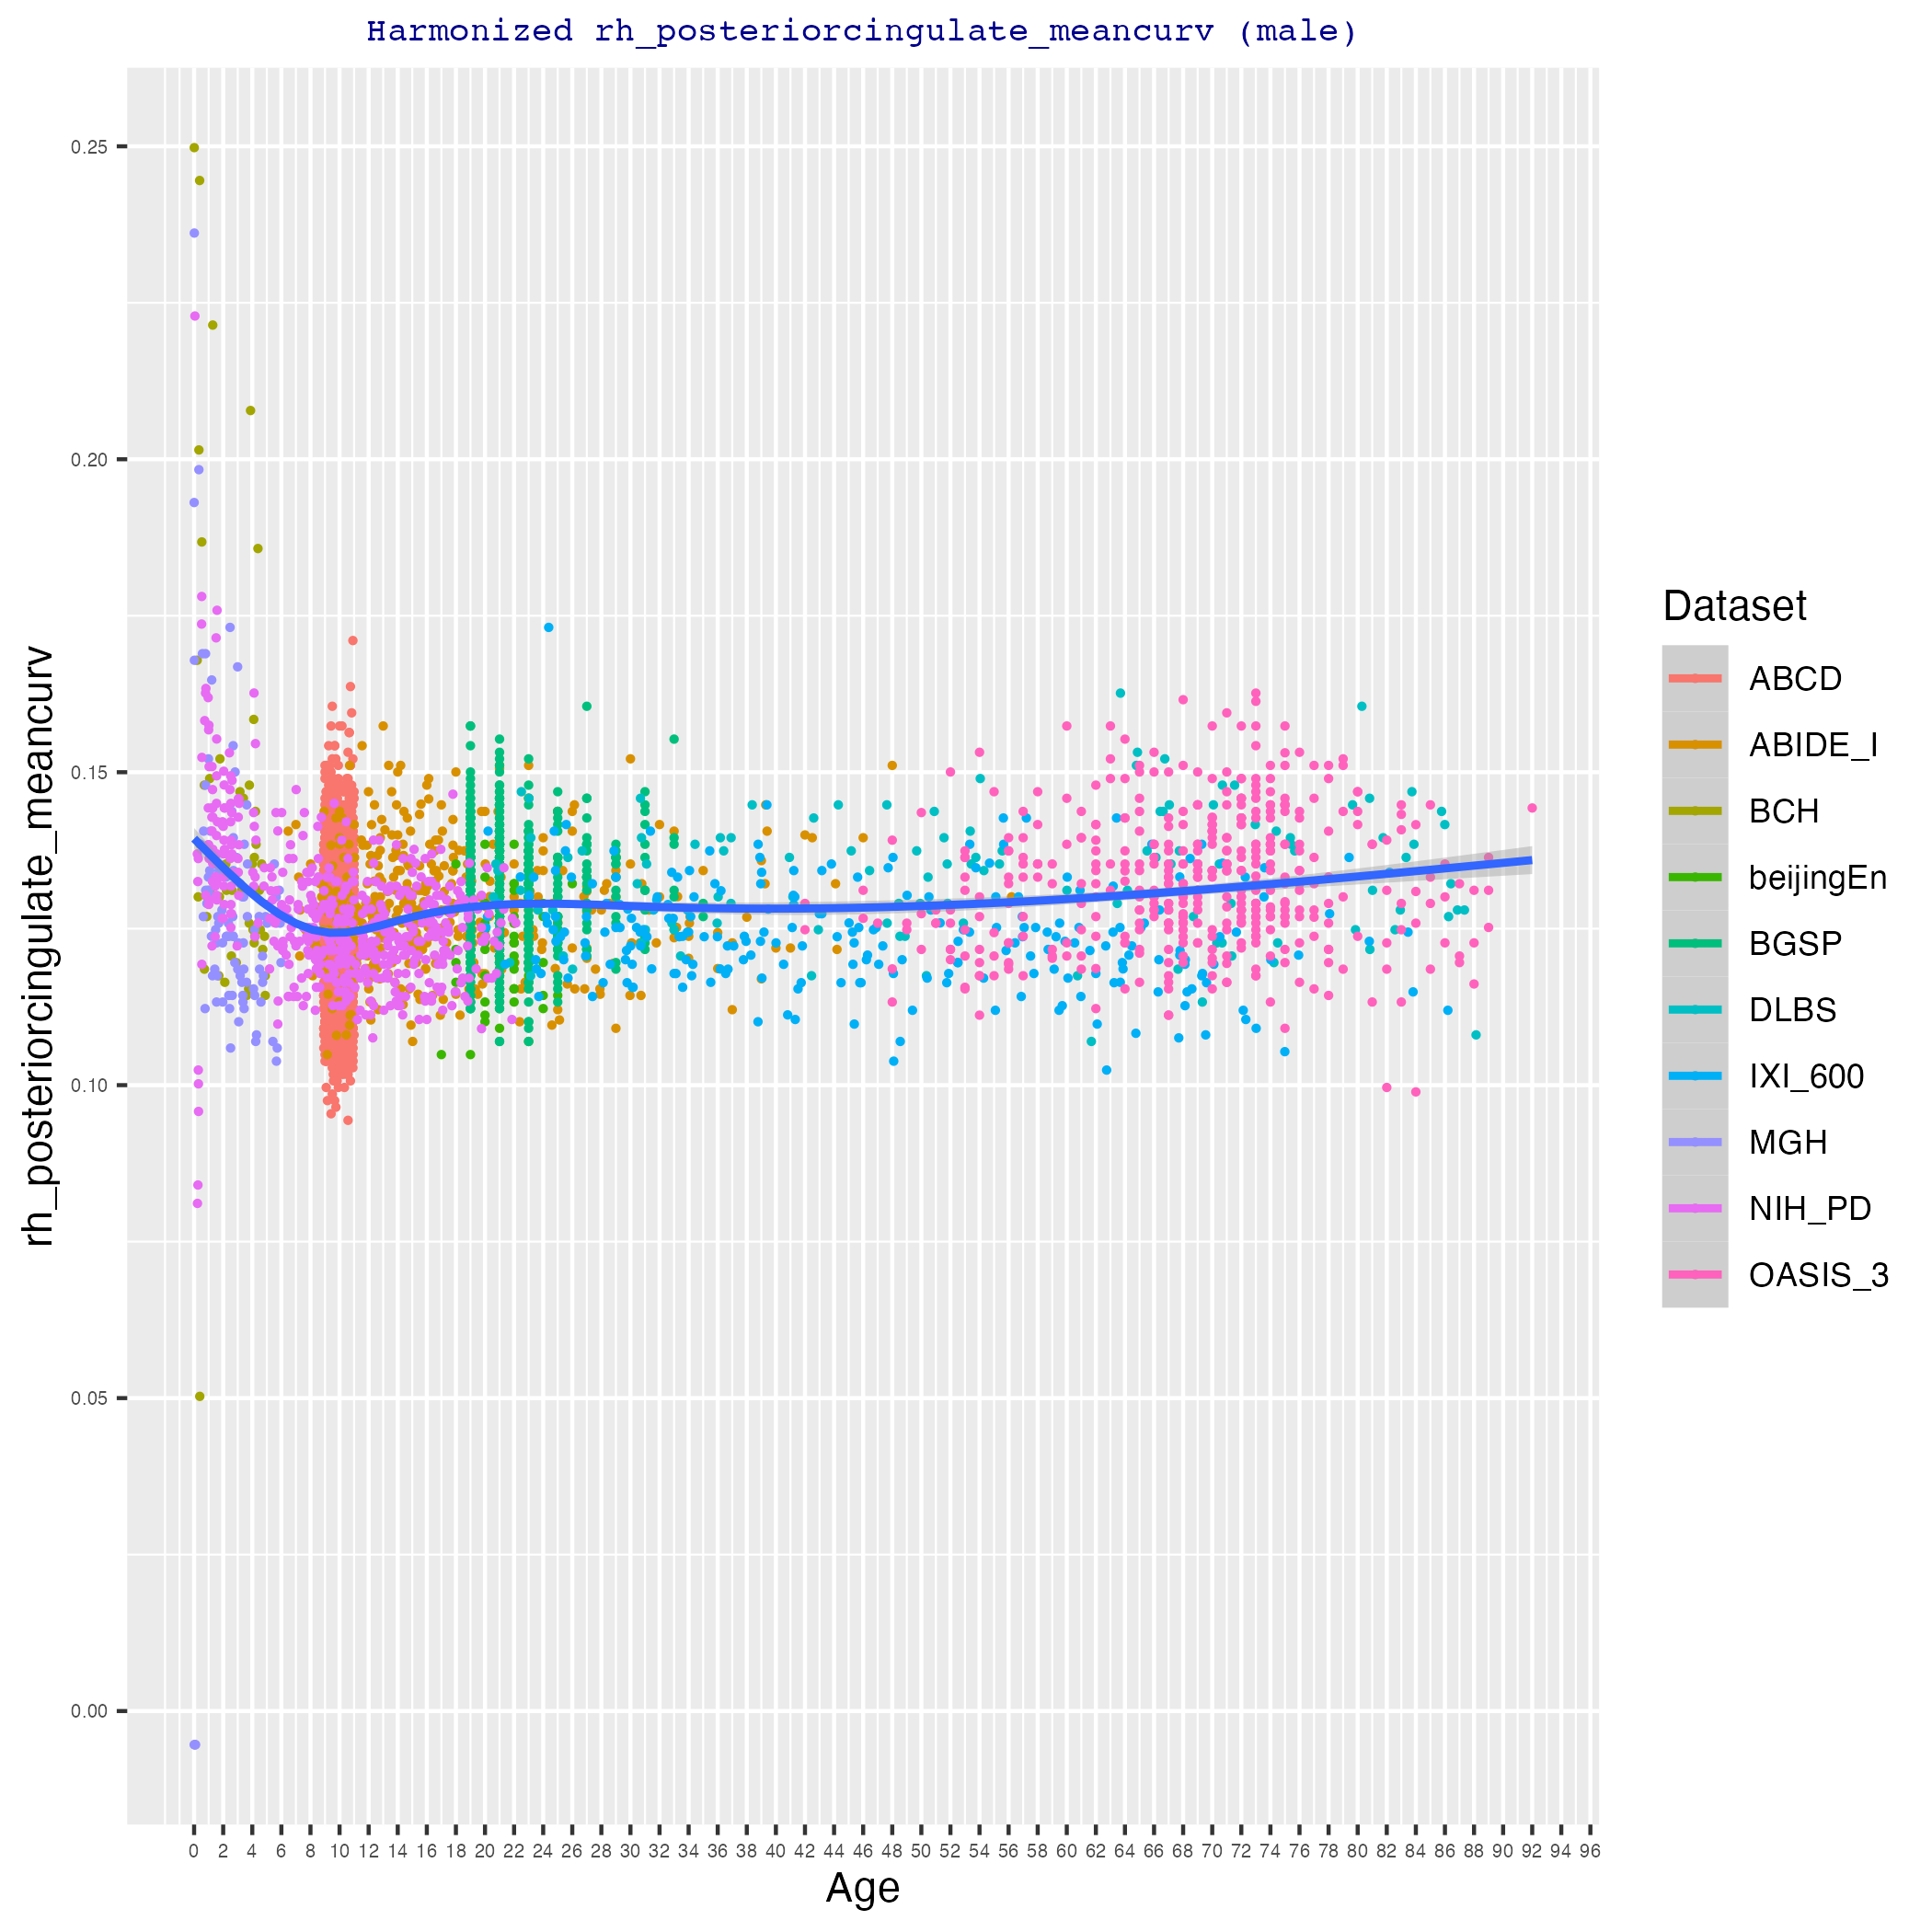 Harmonized rh_posteriorcingulate_meancurv (male)
rh_posteriorcingulate_meancurv
0.25
0.20
0.15
0.10
0.05
0.00
0 2 4 6 8 10 12 14 16 18 20 22 24 26 28 30 32 34 36 38 40 42 44 46 48 50 52 54 56 58 60 62 64 66 68 70 72 74 76 78 80 82 84 86 88 90 92 94 96
Age
Dataset
ABCD
ABIDE_I
BCH
beijingEn
BGSP
DLBS
IXI_600
MGH
NIH_PD
OASIS_3